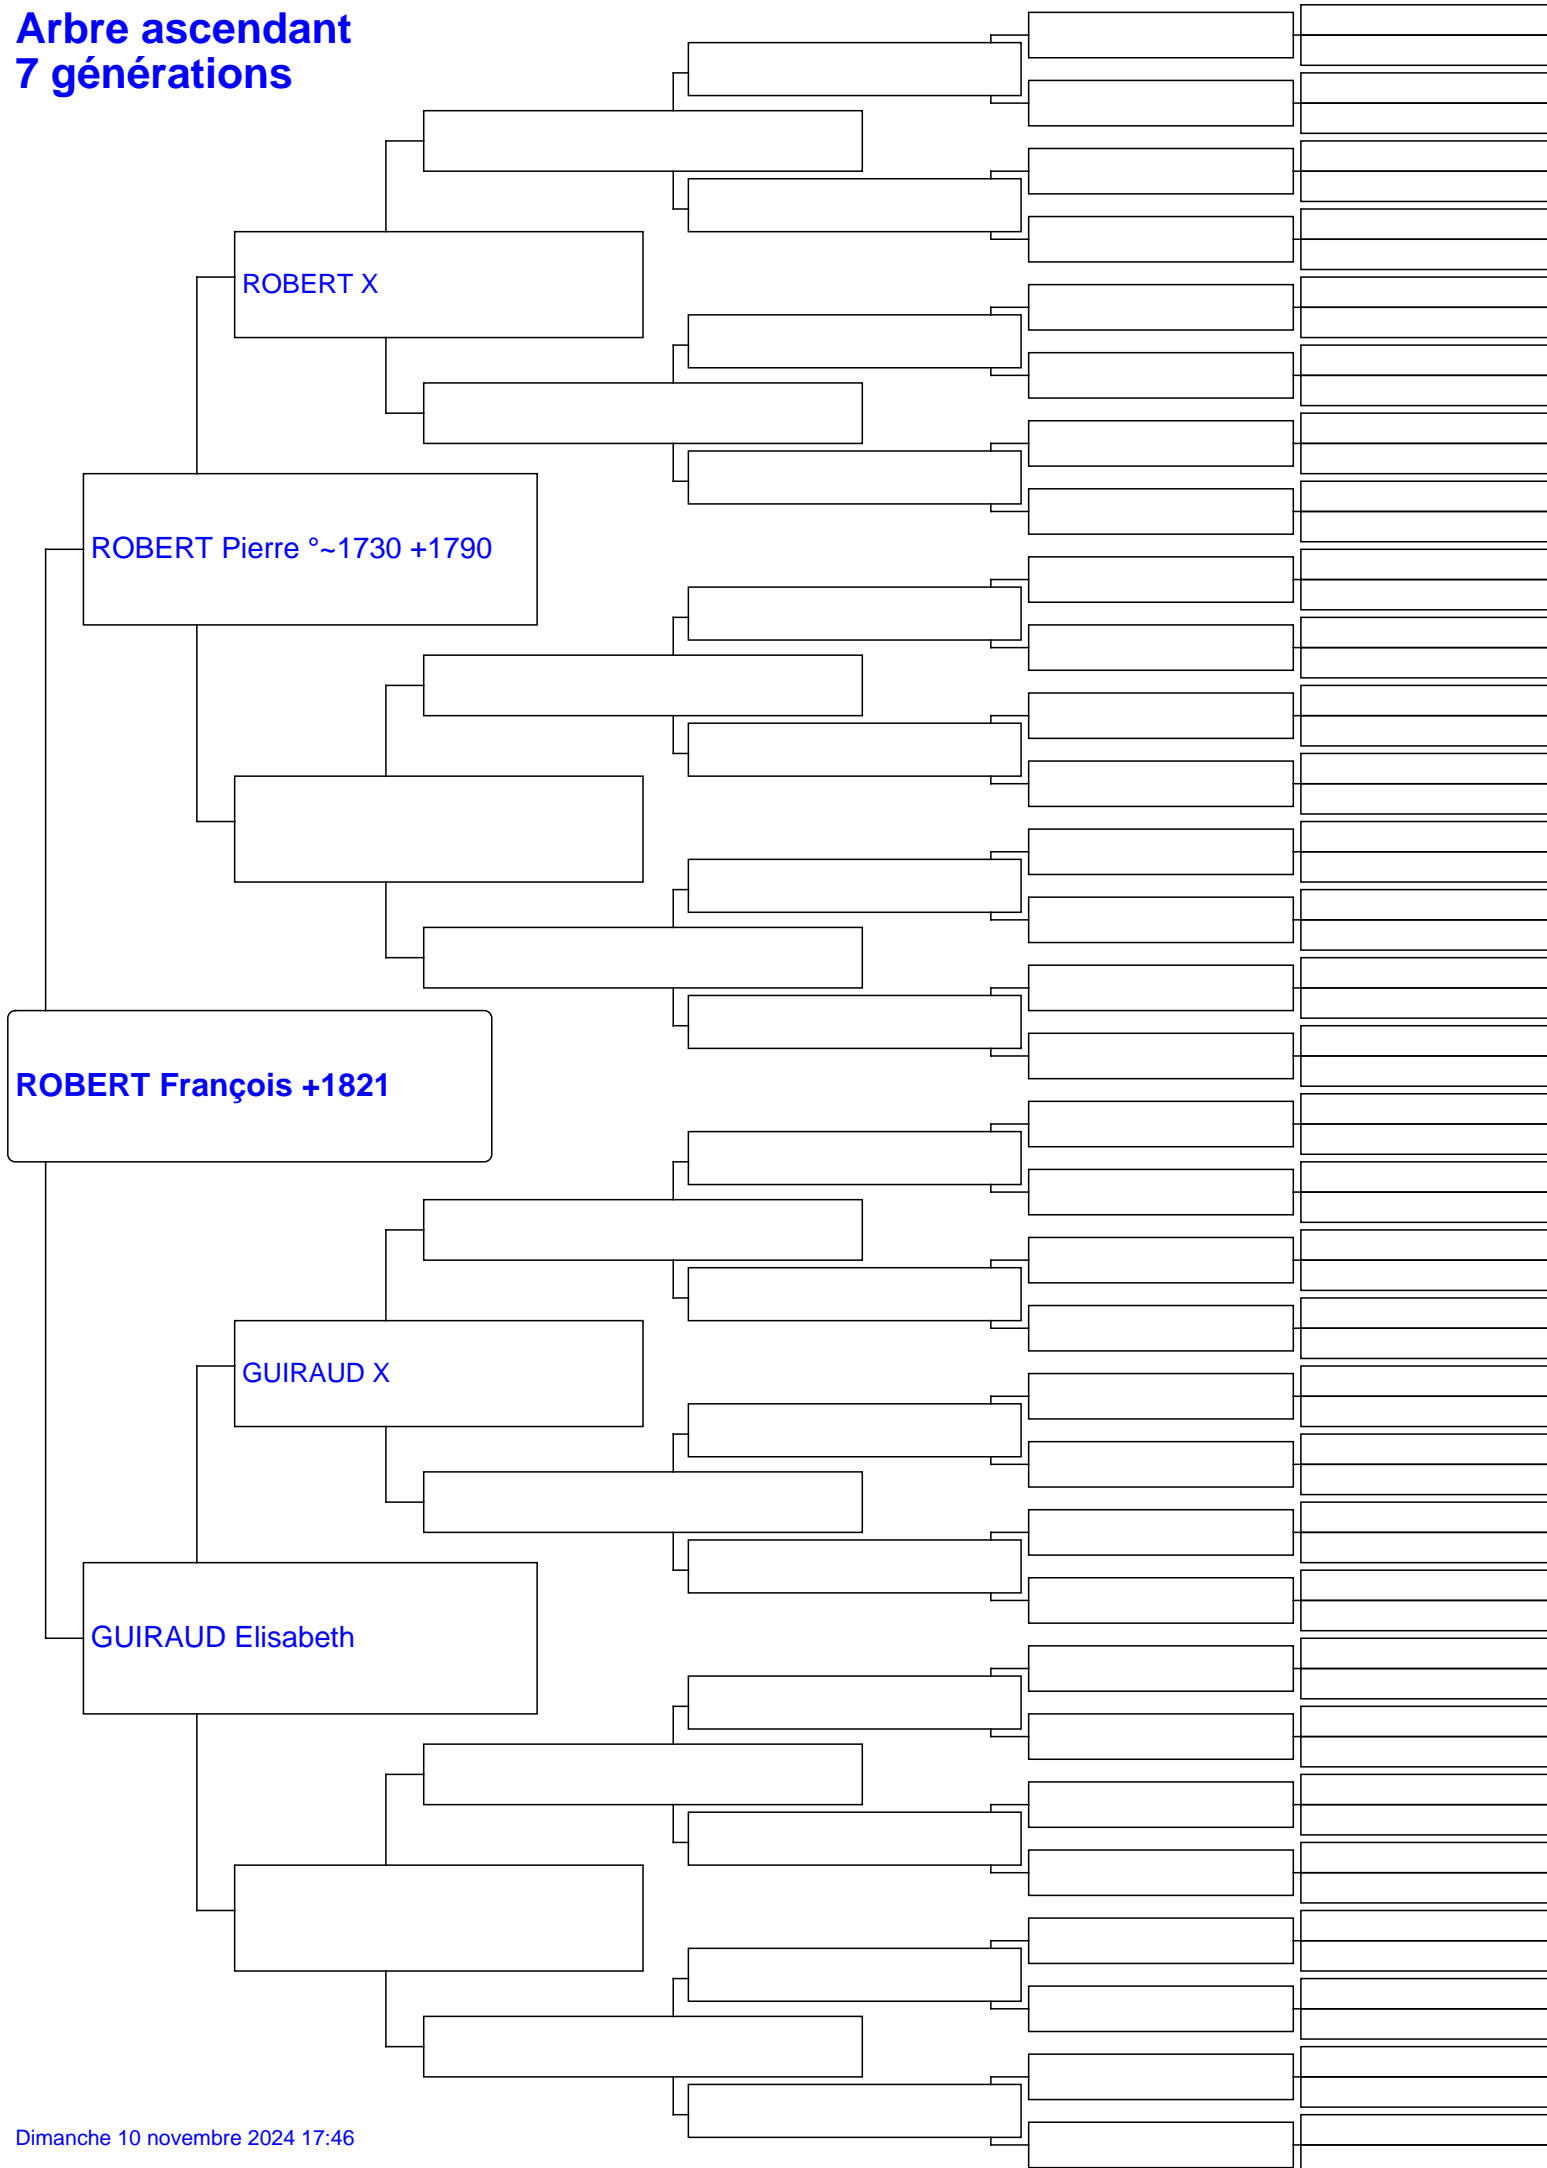 Arbre ascendant
7 générations
ROBERT X
ROBERT Pierre °~1730 +1790
ROBERT François +1821
GUIRAUD X
GUIRAUD Elisabeth
Dimanche 10 novembre 2024 17:46